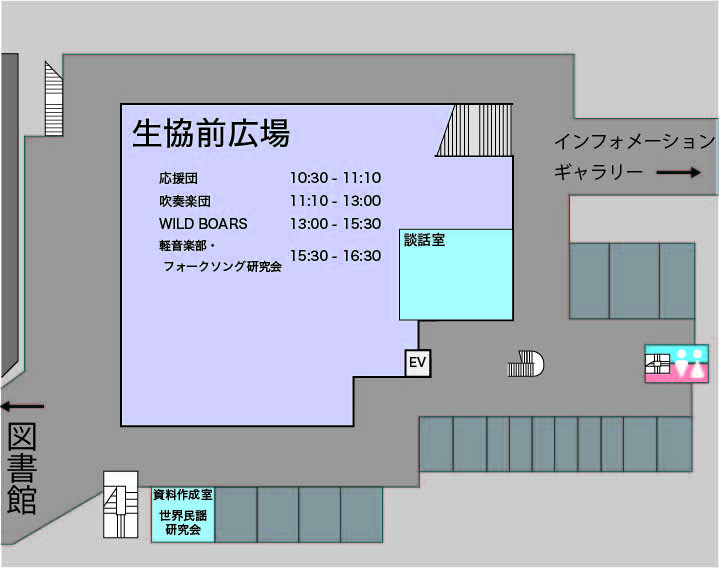 生協前広場
応援団 10:30 - 11:10
吹奏楽団 11:10 - 13:00
WILD BOARS 13:00 - 15:30
軽音楽部・
フォークソング研究会 15:30 - 16:30
インフォメーション
ギャラリー
談話室
EV
図書館
資料作成室
世界民謡
研究会